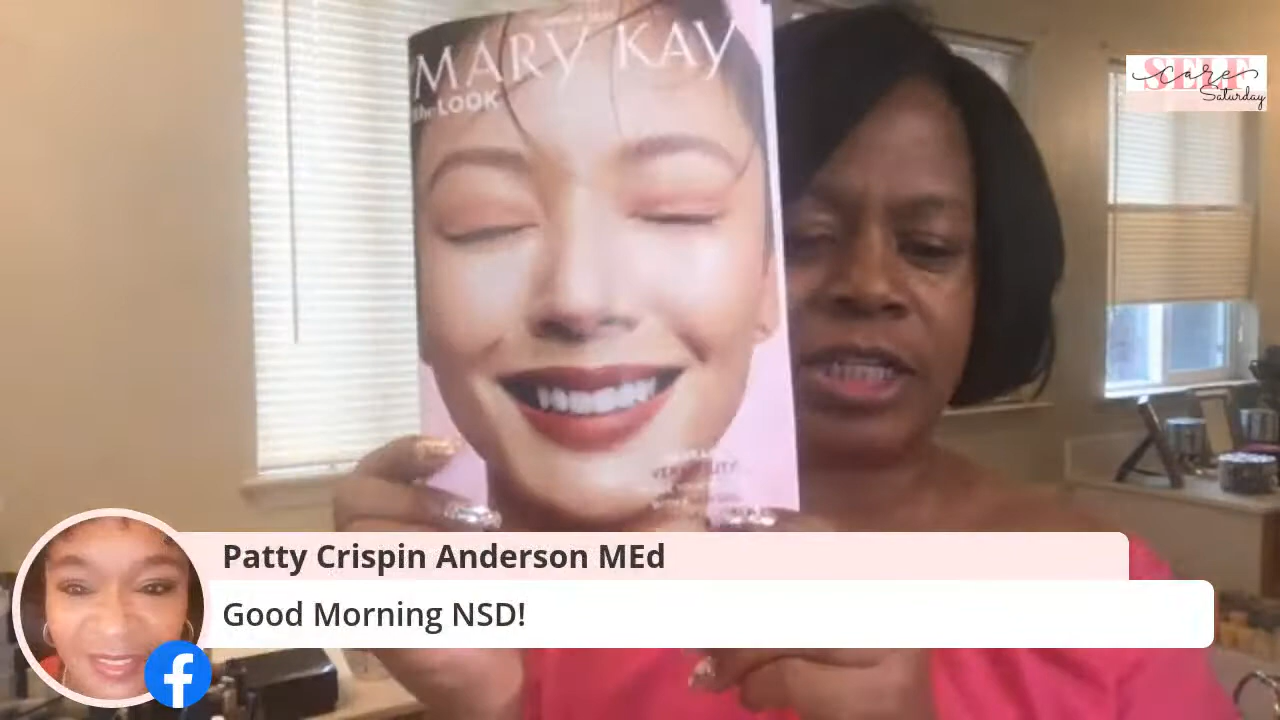 MARY KAY
the LOOK
SELF
care
Saturday
Patty Crispin Anderson MEd
Good Morning NSD!